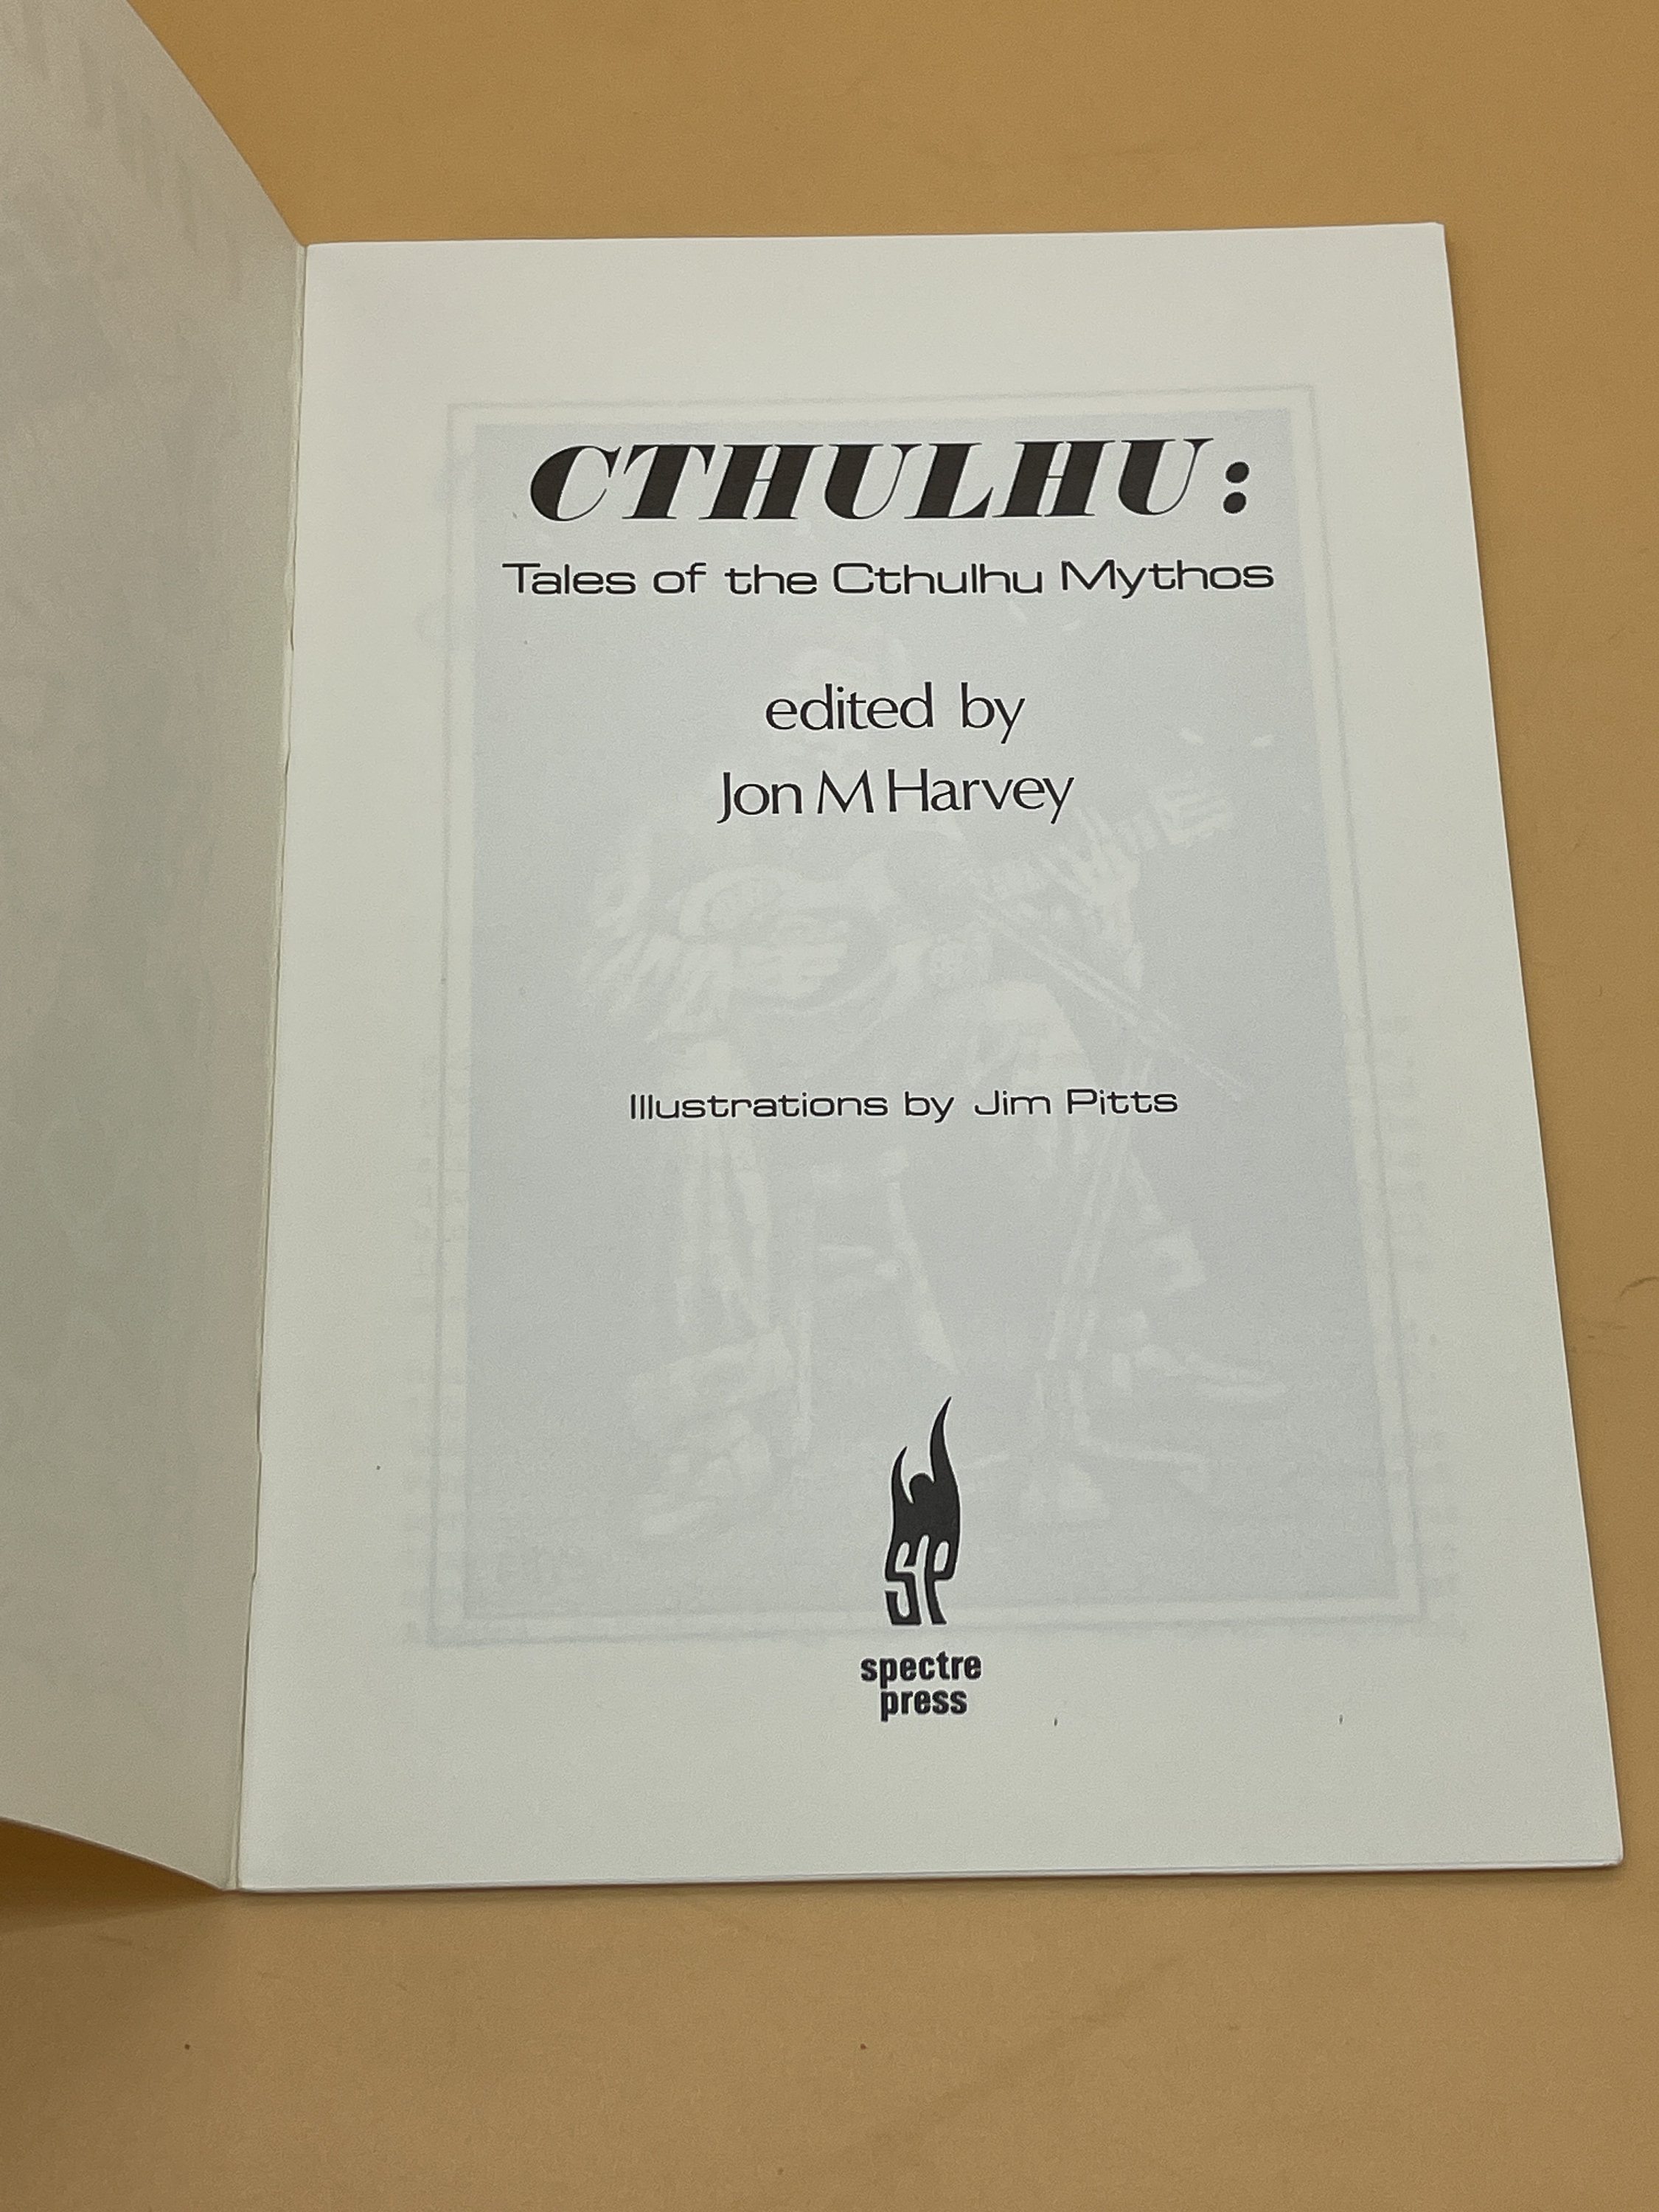 CTHULHU:
Tales of the Cthulhu Mythos
edited by
Jon M Harvey
Illustrations by Jim Pitts
SP
spectre
press